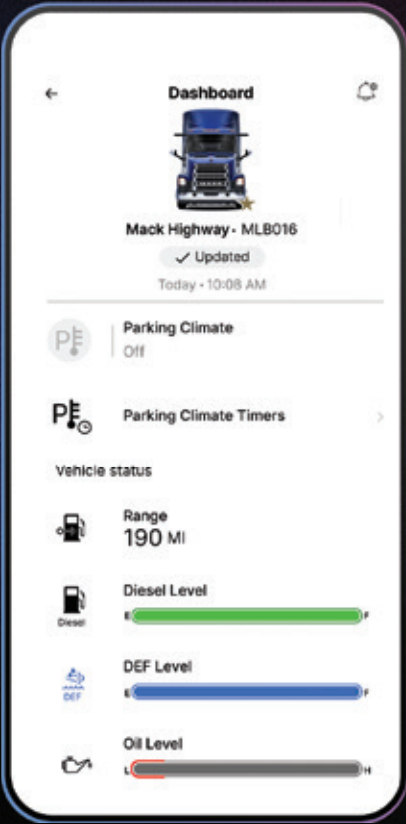 Dashboard
Mack Highway · MLB016
✓ Updated
Today · 10:08 AM
P
Parking Climate
Off
P
Parking Climate Timers
Vehicle status
Range
190 MI
Diesel Level
E F
Diesel
DEF Level
E F
DEF
Oil Level
L H